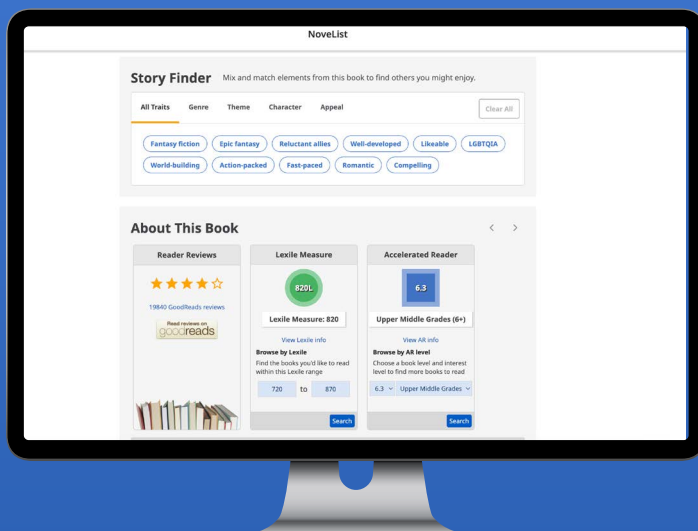 NoveList
Story Finder Mix and match elements from this book to find others you might enjoy.
All Traits Genre Theme Character Appeal Clear All
Fantasy fiction Epic fantasy Reluctant allies Well-developed Likeable LGBTQIA
World-building Action-packed Fast-paced Romantic Compelling
About This Book
Reader Reviews
19840 GoodReads reviews
Read reviews on
goodreads
Lexile Measure
820L
Lexile Measure: 820
View Lexile info
Browse by Lexile
Find the books you'd like to read
within this Lexile range
720 to 870
Search
Accelerated Reader
6.3
Upper Middle Grades (6+)
View AR info
Browse by AR level
Choose a book level and interest
level to find more books to read
6.3 Upper Middle Grades
Search